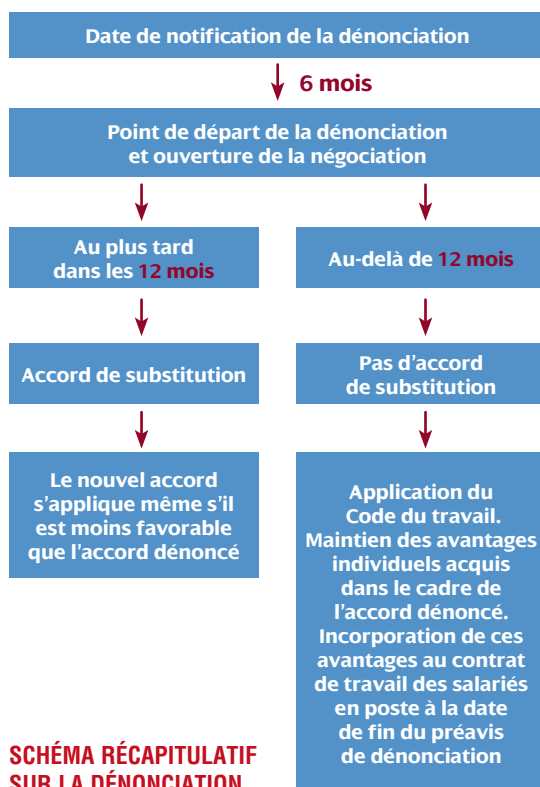 Date de notification de la dénonciation
6 mois
Point de départ de la dénonciation
et ouverture de la négociation
Au plus tard
dans les 12 mois
Au-delà de 12 mois
Accord de substitution
Pas d'accord
de substitution
Le nouvel accord
s'applique même s'il
est moins favorable
que l'accord dénoncé
Application du
Code du travail.
Maintien des avantages
individuels acquis
dans le cadre de
l'accord dénoncé.
Incorporation de ces
avantages au contrat
de travail des salariés
en poste à la date
de fin du préavis
de dénonciation
SCHÉMA RÉCAPITULATIF
SUR LA DÉNONCIATION